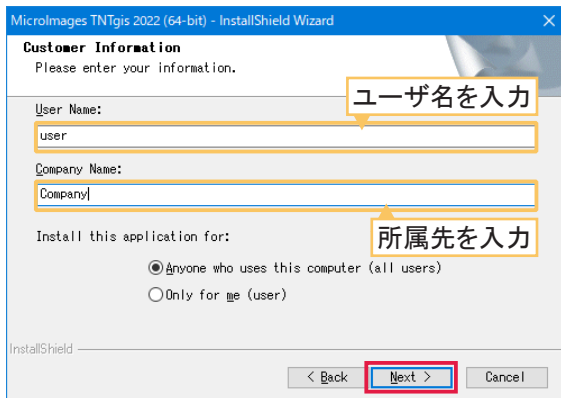 MicroImages TNTgis 2022 (64-bit) - InstallShield Wizard
Customer Information
Please enter your information.
ユーザ名を入力
User Name:
user
Company Name:
Company
所属先を入力
Install this application for:
Anyone who uses this computer (all users)
Only for me (user)
InstallShield
< Back Next > Cancel